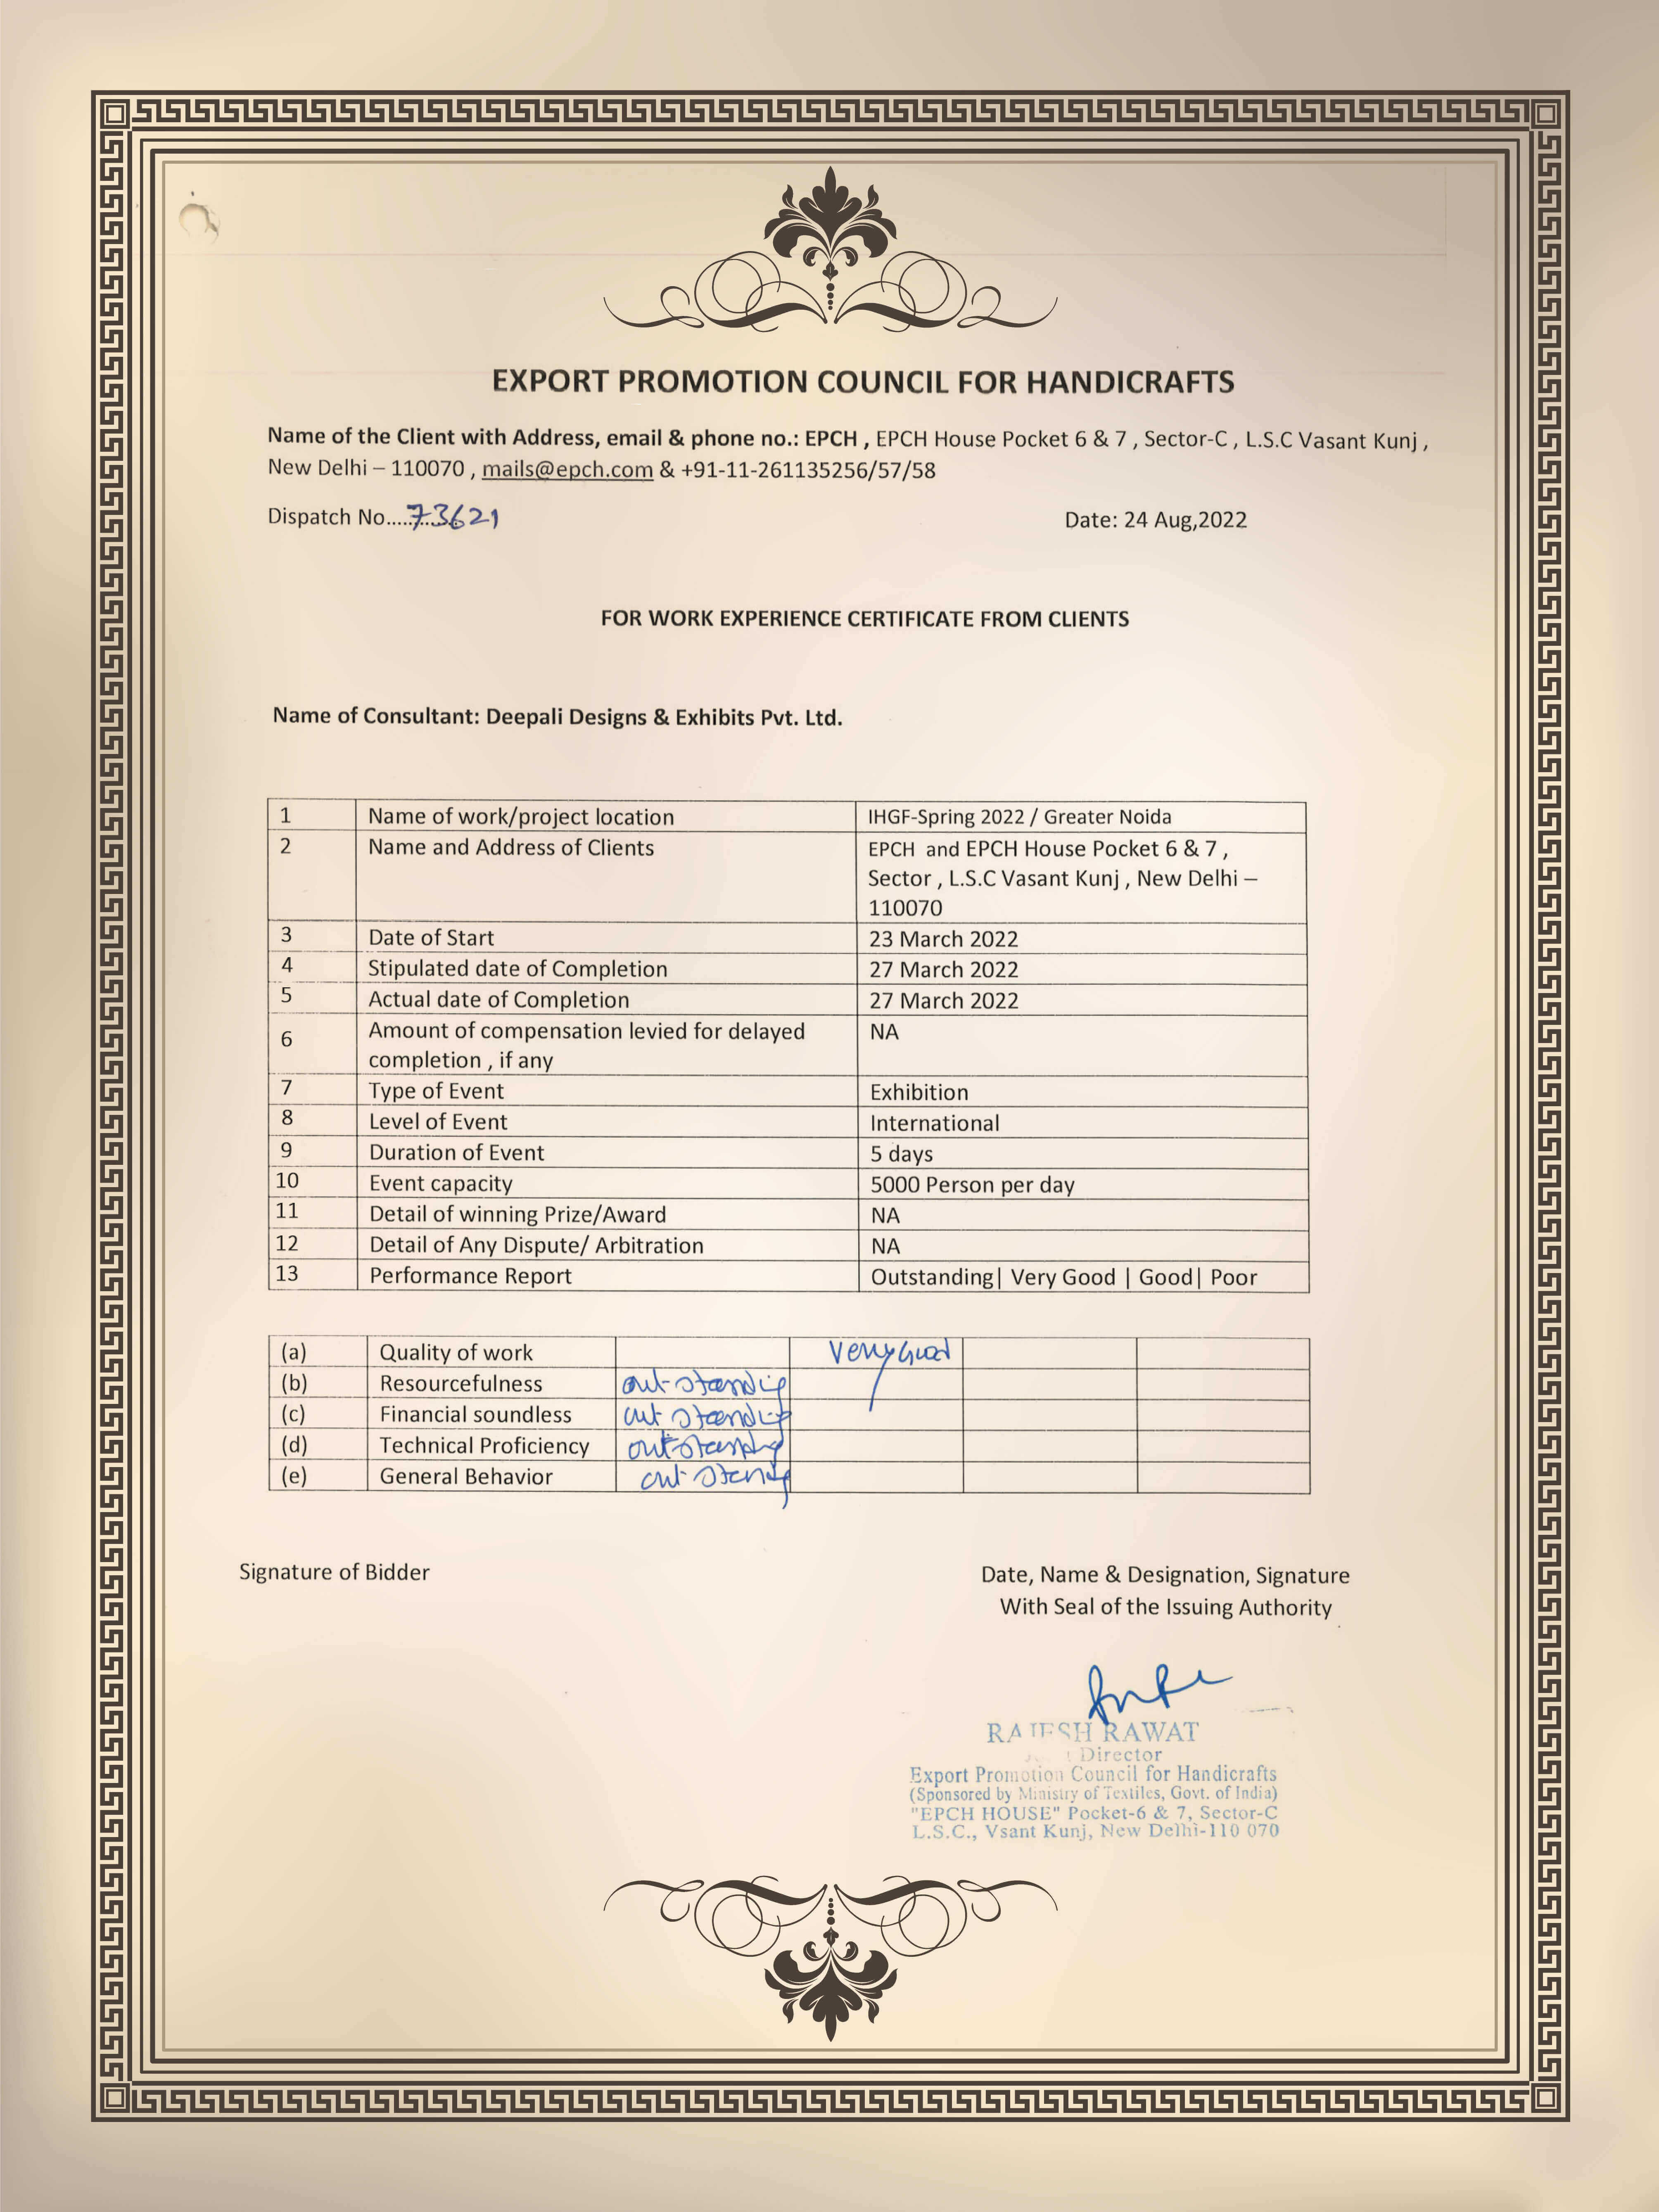 EXPORT PROMOTION COUNCIL FOR HANDICRAFTS
Name of the Client with Address, email & phone no.: EPCH , EPCH House Pocket 6 & 7 , Sector-C , L.S.C Vasant Kunj ,
New Delhi – 110070 , mails@epch.com & +91-11-261135256/57/58
Dispatch No............. 73621 Date: 24 Aug,2022
FOR WORK EXPERIENCE CERTIFICATE FROM CLIENTS
Name of Consultant: Deepali Designs & Exhibits Pvt. Ltd.
1 Name of work/project location IHGF-Spring 2022 / Greater Noida
2 Name and Address of Clients EPCH and EPCH House Pocket 6 & 7 ,
Sector , L.S.C Vasant Kunj , New Delhi –
110070
3 Date of Start 23 March 2022
4 Stipulated date of Completion 27 March 2022
5 Actual date of Completion 27 March 2022
6 Amount of compensation levied for delayed NA
completion , if any
7 Type of Event Exhibition
8 Level of Event International
9 Duration of Event 5 days
10 Event capacity 5000 Person per day
11 Detail of winning Prize/Award NA
12 Detail of Any Dispute/ Arbitration NA
13 Performance Report Outstanding| Very Good | Good| Poor
(a) Quality of work Very Good
(b) Resourcefulness outstanding
(c) Financial soundless outstanding
(d) Technical Proficiency outstanding
(e) General Behavior outstanding
Signature of Bidder Date, Name & Designation, Signature
With Seal of the Issuing Authority
RAJESH RAWAT
Director
Export Promotion Council for Handicrafts
(Sponsored by Ministry of Textiles, Govt. of India)
"EPCH HOUSE" Pocket-6 & 7, Sector-C
L.S.C., Vsant Kunj, New Delhi-110 070